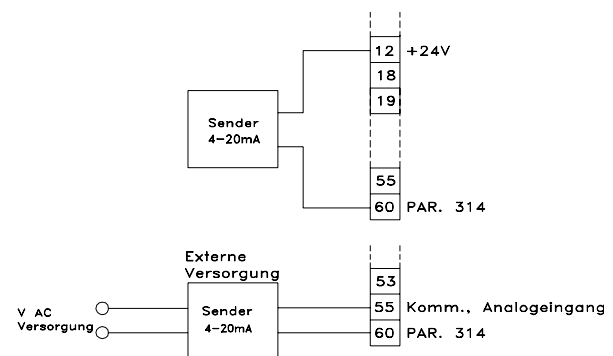 12 +24V
18
19
Sender
4-20mA
55
60 PAR. 314
Externe
Versorgung
53
V AC
Versorgung
Sender
4-20mA
55 Komm., Analogeingang
60 PAR. 314